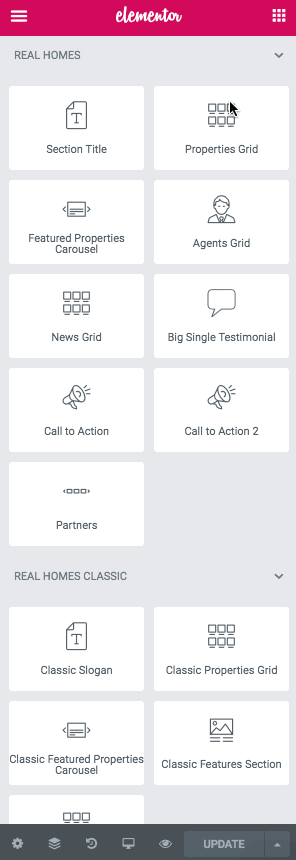 elementor
REAL HOMES
Section Title
Properties Grid
Featured Properties
Carousel
Agents Grid
News Grid
Big Single Testimonial
Call to Action
Call to Action 2
Partners
REAL HOMES CLASSIC
Classic Slogan
Classic Properties Grid
Classic Featured Properties
Carousel
Classic Features Section
UPDATE